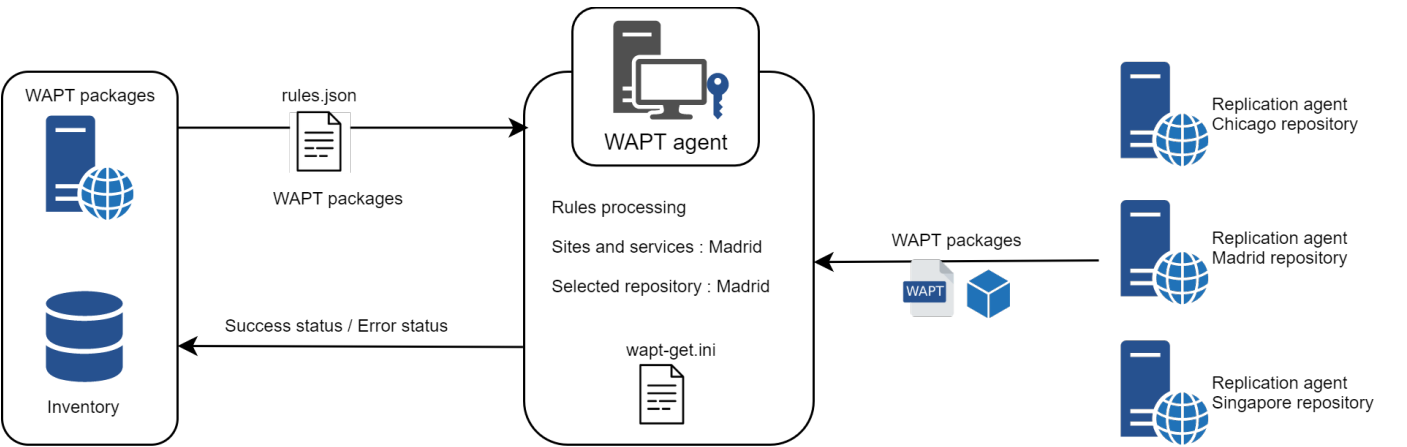 WAPT packages
Inventory
rules.json
WAPT packages
Success status / Error status
WAPT agent
Rules processing
Sites and services : Madrid
Selected repository : Madrid
wapt-get.ini
WAPT packages
WAPT
Replication agent
Chicago repository
Replication agent
Madrid repository
Replication agent
Singapore repository